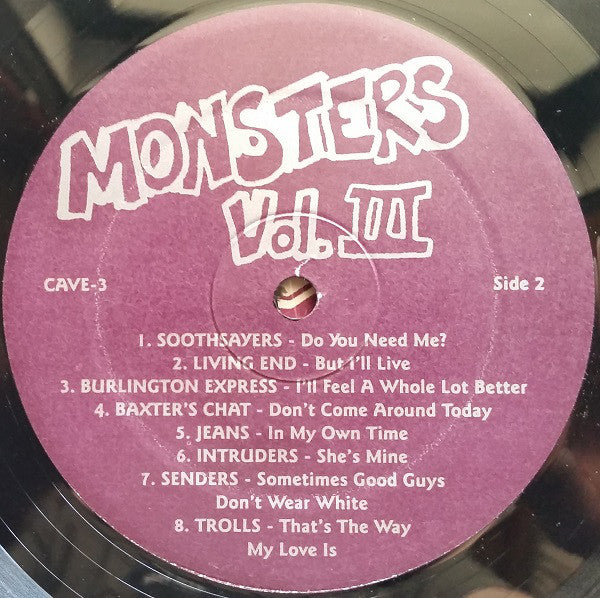 MONSTERS
Vol. III
CAVE-3
Side 2
1. SOOTHSAYERS - Do You Need Me?
2. LIVING END - But I'll Live
3. BURLINGTON EXPRESS - I'll Feel A Whole Lot Better
4. BAXTER'S CHAT - Don't Come Around Today
5. JEANS - In My Own Time
6. INTRUDERS - She's Mine
7. SENDERS - Sometimes Good Guys
Don't Wear White
8. TROLLS - That's The Way
My Love Is